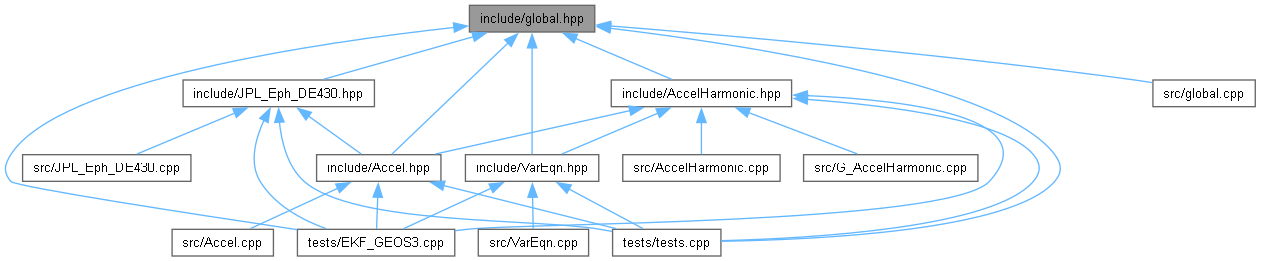 include/global.hpp
include/JPL_Eph_DE430.hpp
include/AccelHarmonic.hpp
src/global.cpp
src/JPL_Eph_DE430.cpp
include/Accel.hpp
include/VarEqn.hpp
src/AccelHarmonic.cpp
src/G_AccelHarmonic.cpp
src/Accel.cpp
tests/EKF_GEOS3.cpp
src/VarEqn.cpp
tests/tests.cpp